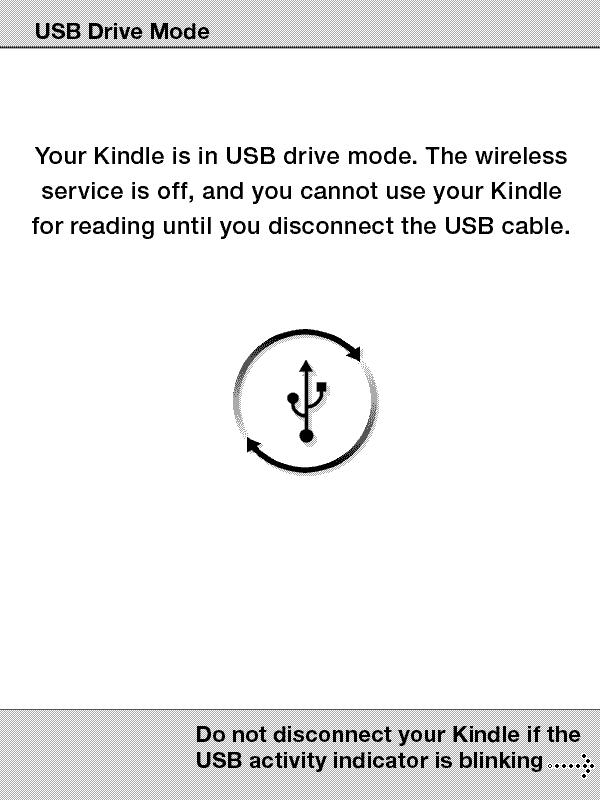 USB Drive Mode
Your Kindle is in USB drive mode. The wireless
service is off, and you cannot use your Kindle
for reading until you disconnect the USB cable.
Do not disconnect your Kindle if the
USB activity indicator is blinking